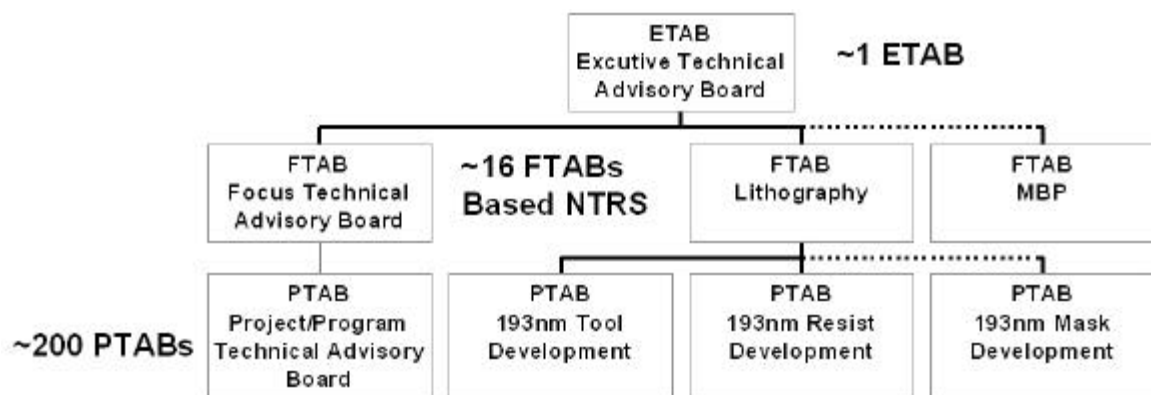 ETAB
Excutive Technical
Advisory Board
~1 ETAB
FTAB
Focus Technical
Advisory Board
~16 FTABs
Based NTRS
FTAB
Lithography
FTAB
MBP
~200 PTABs
PTAB
Project/Program
Technical Advisory
Board
PTAB
193nm Tool
Development
PTAB
193nm Resist
Development
PTAB
193nm Mask
Development